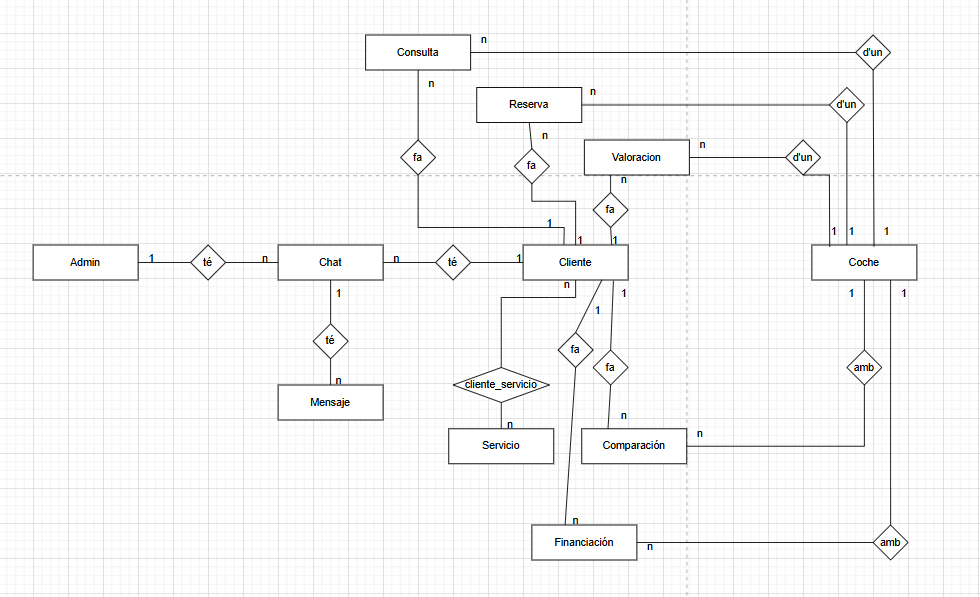 n
Consulta
d'un
n
n
Reserva
d'un
n
n
Valoracion
d'un
fa
fa
n
fa
1
1
1
1
1
1
Admin
1
té
n
Chat
n
té
1
Cliente
Coche
n
1
1
1
1
1
té
fa
fa
amb
n
Mensaje
cliente_servicio
n
n
n
Servicio
Comparación
n
Financiación
n
amb